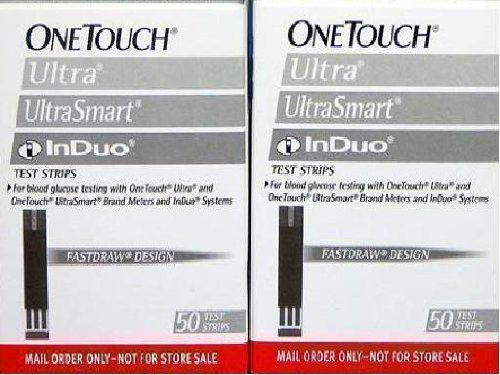 ONETOUCH®
Ultra®
UltraSmart®
InDuo®
TEST STRIPS
For blood glucose testing with OneTouch® Ultra® and
OneTouch® UltraSmart® Brand Meters and InDuo® Systems
FASTDRAW® DESIGN
50 TEST
STRIPS
MAIL ORDER ONLY-NOT FOR STORE SALE
ONETOUCH®
Ultra®
UltraSmart®
InDuo®
TEST STRIPS
For blood glucose testing with OneTouch® Ultra® and
OneTouch® UltraSmart® Brand Meters and InDuo® Systems
FASTDRAW® DESIGN
50 TEST
STRIPS
MAIL ORDER ONLY-NOT FOR STORE SALE